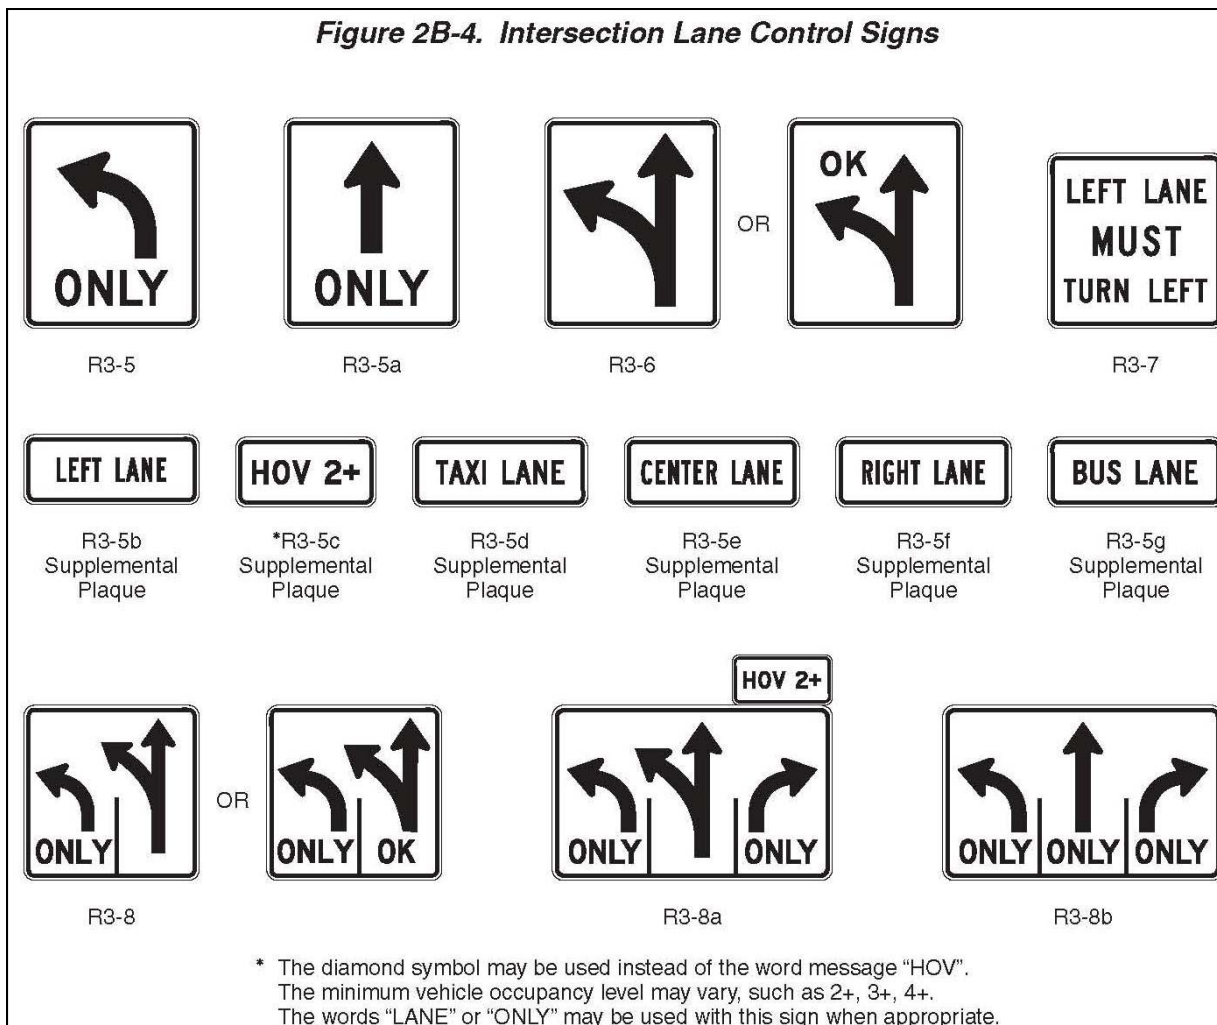 Figure 2B-4. Intersection Lane Control Signs
ONLY
ONLY
OR
OK
LEFT LANE
MUST
TURN LEFT
R3-5
R3-5a
R3-6
R3-7
LEFT LANE
HOV 2+
TAXI LANE
CENTER LANE
RIGHT LANE
BUS LANE
R3-5b
Supplemental
Plaque
*R3-5c
Supplemental
Plaque
R3-5d
Supplemental
Plaque
R3-5e
Supplemental
Plaque
R3-5f
Supplemental
Plaque
R3-5g
Supplemental
Plaque
ONLY
OR
ONLY OK
HOV 2+
ONLY ONLY
ONLY ONLY ONLY
R3-8
R3-8a
R3-8b
* The diamond symbol may be used instead of the word message “HOV”.
The minimum vehicle occupancy level may vary, such as 2+, 3+, 4+.
The words “LANE” or “ONLY” may be used with this sign when appropriate.